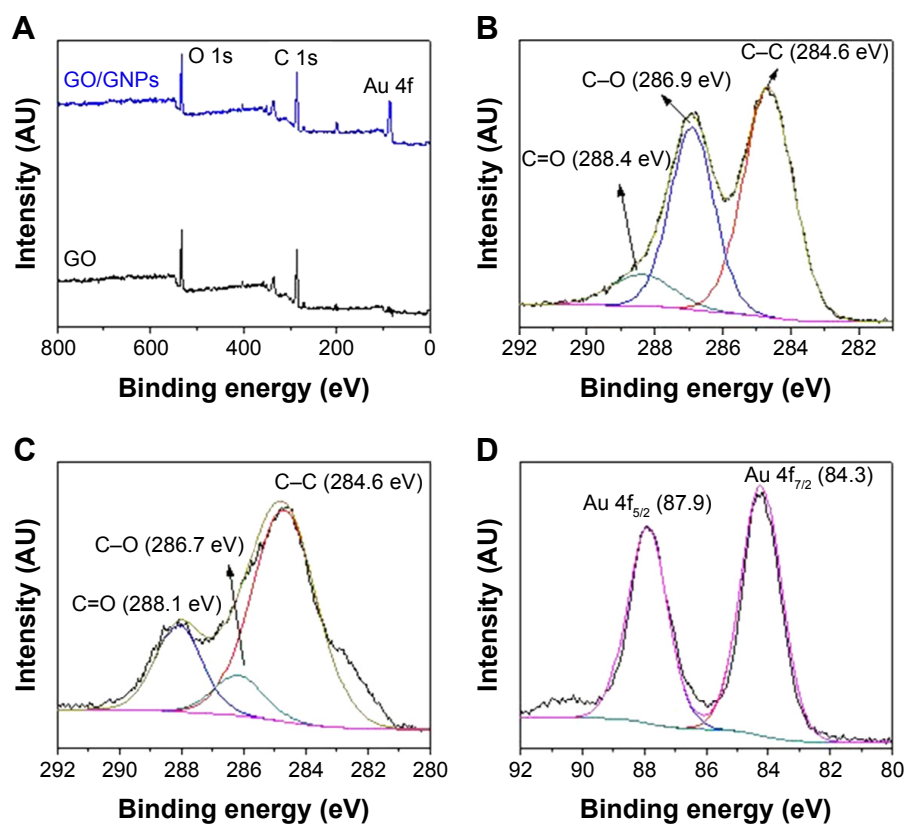 A
GO/GNPs
O 1s
C 1s
Au 4f
GO
Intensity (AU)
800 600 400 200 0
Binding energy (eV)
B
C–C (284.6 eV)
C–O (286.9 eV)
C=O (288.4 eV)
Intensity (AU)
292 290 288 286 284 282
Binding energy (eV)
C
C–C (284.6 eV)
C–O (286.7 eV)
C=O (288.1 eV)
Intensity (AU)
292 290 288 286 284 282 280
Binding energy (eV)
D
Au 4f7/2 (84.3)
Au 4f5/2 (87.9)
Intensity (AU)
92 90 88 86 84 82 80
Binding energy (eV)